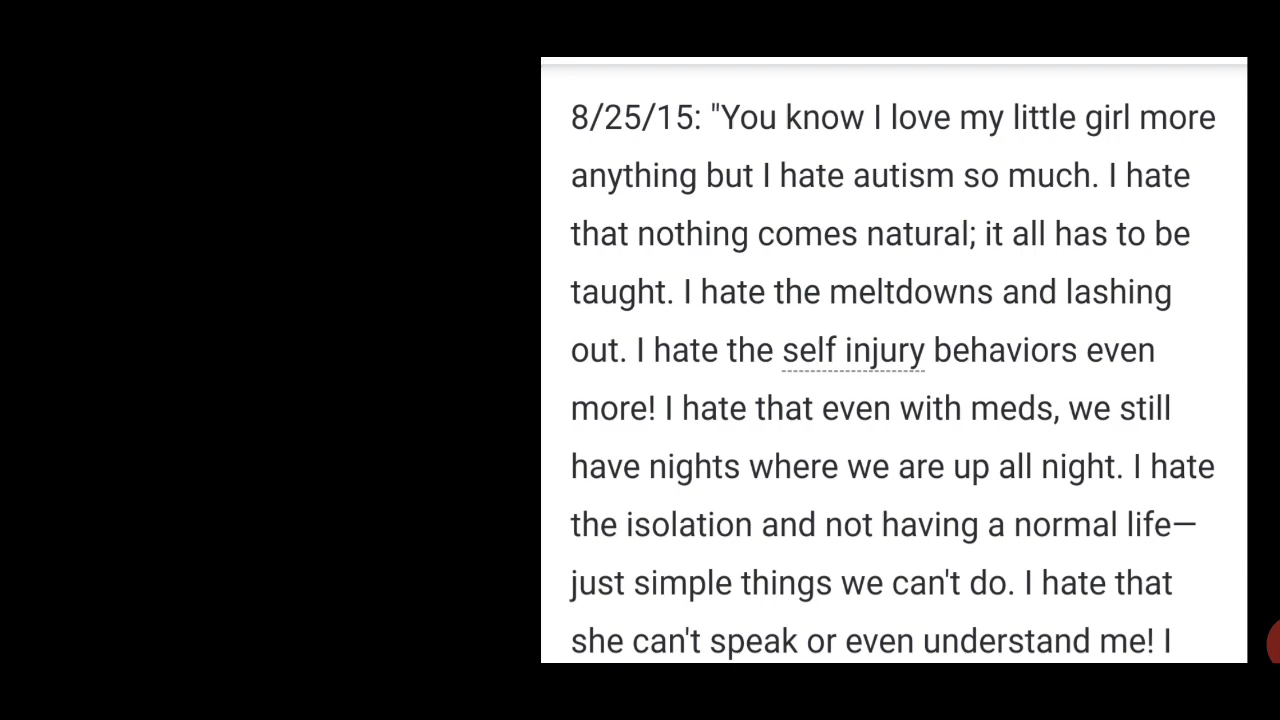 8/25/15: "You know I love my little girl more
anything but I hate autism so much. I hate
that nothing comes natural; it all has to be
taught. I hate the meltdowns and lashing
out. I hate the self injury behaviors even
more! I hate that even with meds, we still
have nights where we are up all night. I hate
the isolation and not having a normal life—
just simple things we can't do. I hate that
she can't speak or even understand me! I